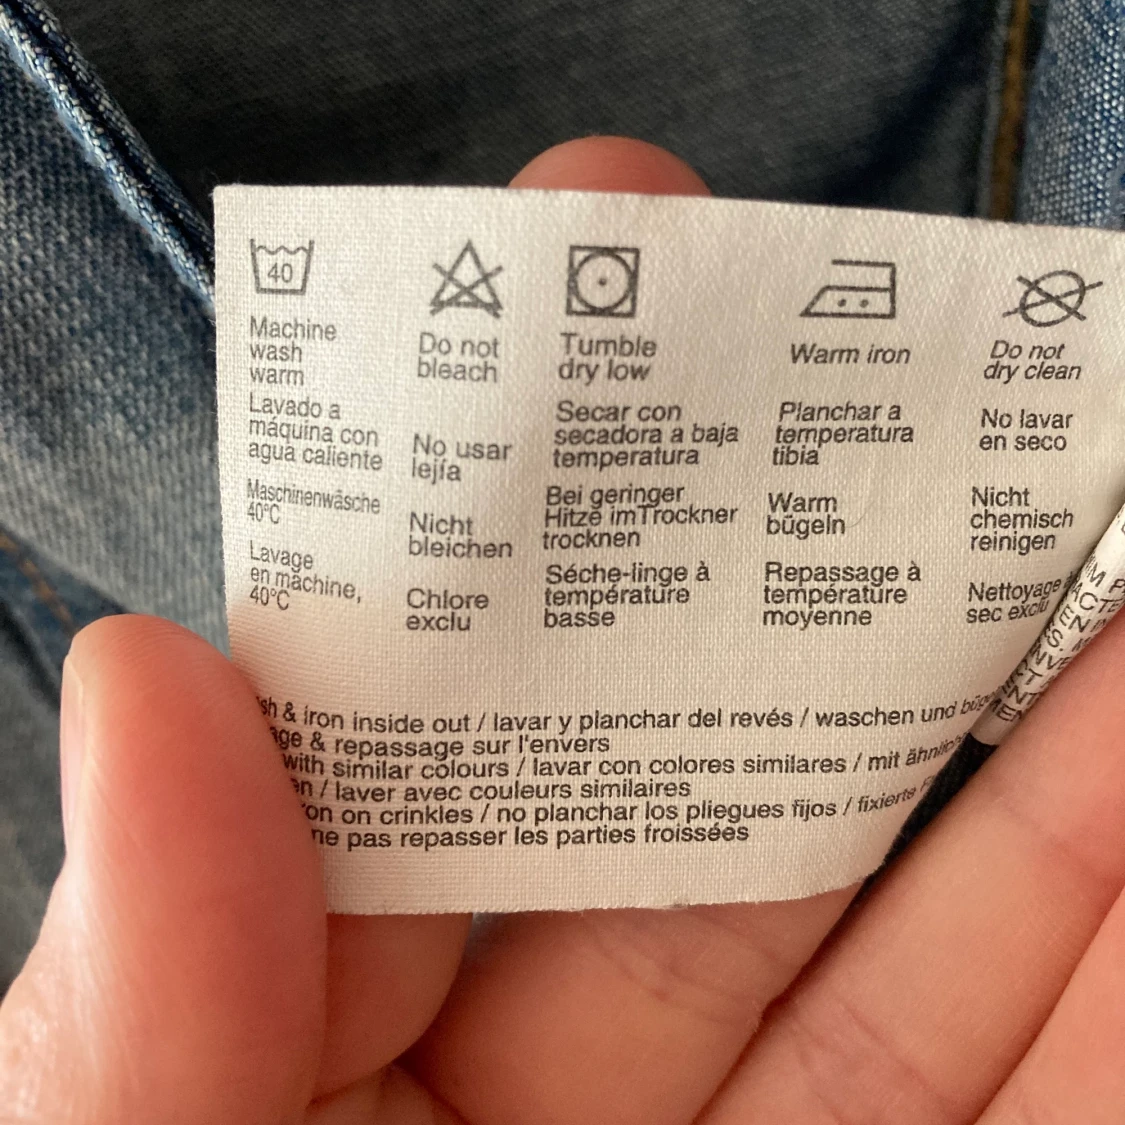 40
Machine
wash
warm
Lavado a
máquina con
agua caliente
Maschinenwäsche
40°C
Lavage
en machine,
40°C
Do not
bleach
No usar
lejía
Nicht
bleichen
Chlore
exclu
Tumble
dry low
Secar con
secadora a baja
temperatura
Bei geringer
Hitze imTrockner
trocknen
Séche-linge à
température
basse
Warm iron
Planchar a
temperatura
tibia
Warm
bügeln
Repassage à
température
moyenne
Do not
dry clean
No lavar
en seco
Nicht
chemisch
reinigen
Nettoyage
sec exclu
& iron inside out / lavar y planchar del revés / waschen und
& repassage sur l'envers
with similar colours / lavar con colores similares / mit
/ laver avec couleurs similaires
on crinkles / no planchar los pliegues fijos / fixierte
ne pas repasser les parties froissées